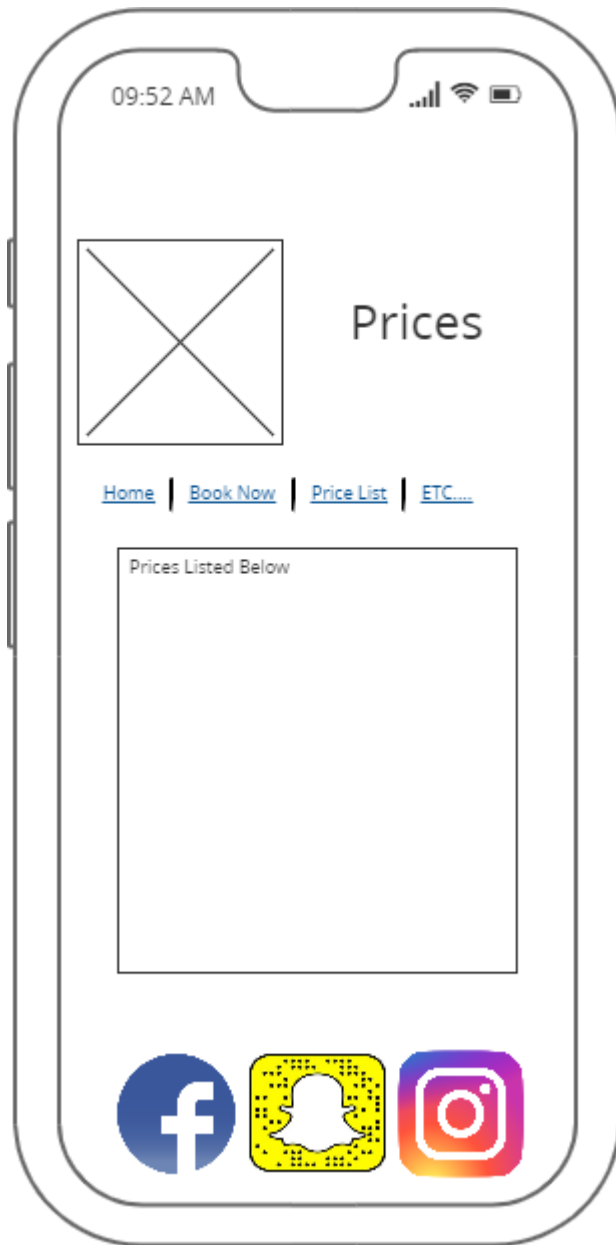 09:52 AM
Prices
Home | Book Now | Price List | ETC....
Prices Listed Below
f